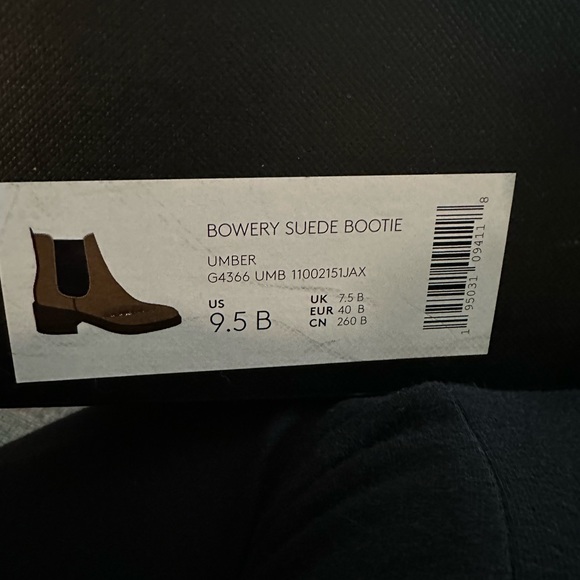 BOWERY SUEDE BOOTIE
UMBER
G4366 UMB 11002151JAX
US
9.5 B
UK 7.5 B
EUR 40 B
CN 260 B
1 95031 09411 8